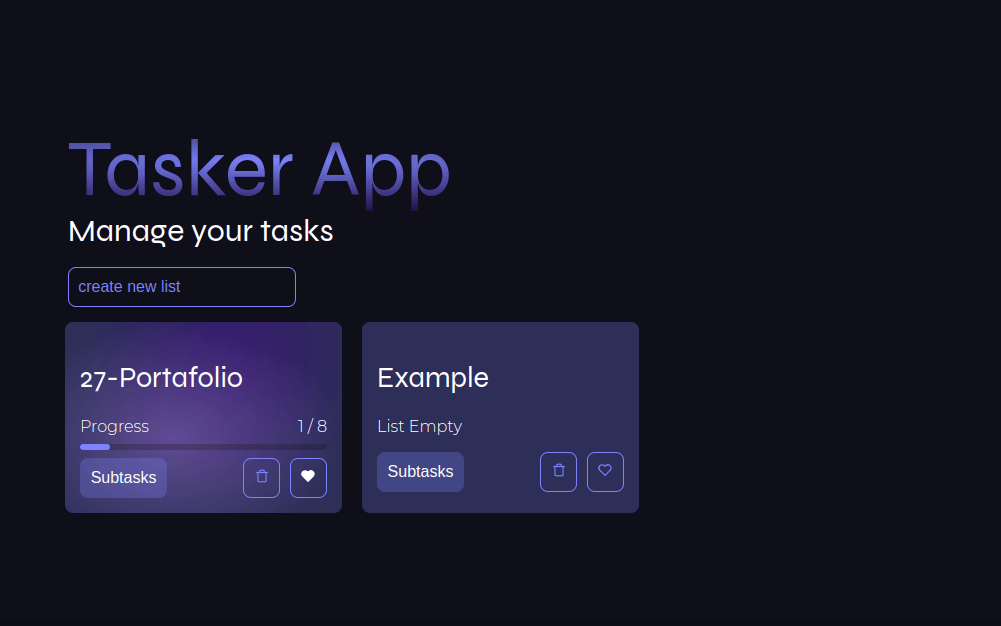 Tasker App
Manage your tasks
create new list
27-Portafolio
Progress 1 / 8
Subtasks
Example
List Empty
Subtasks